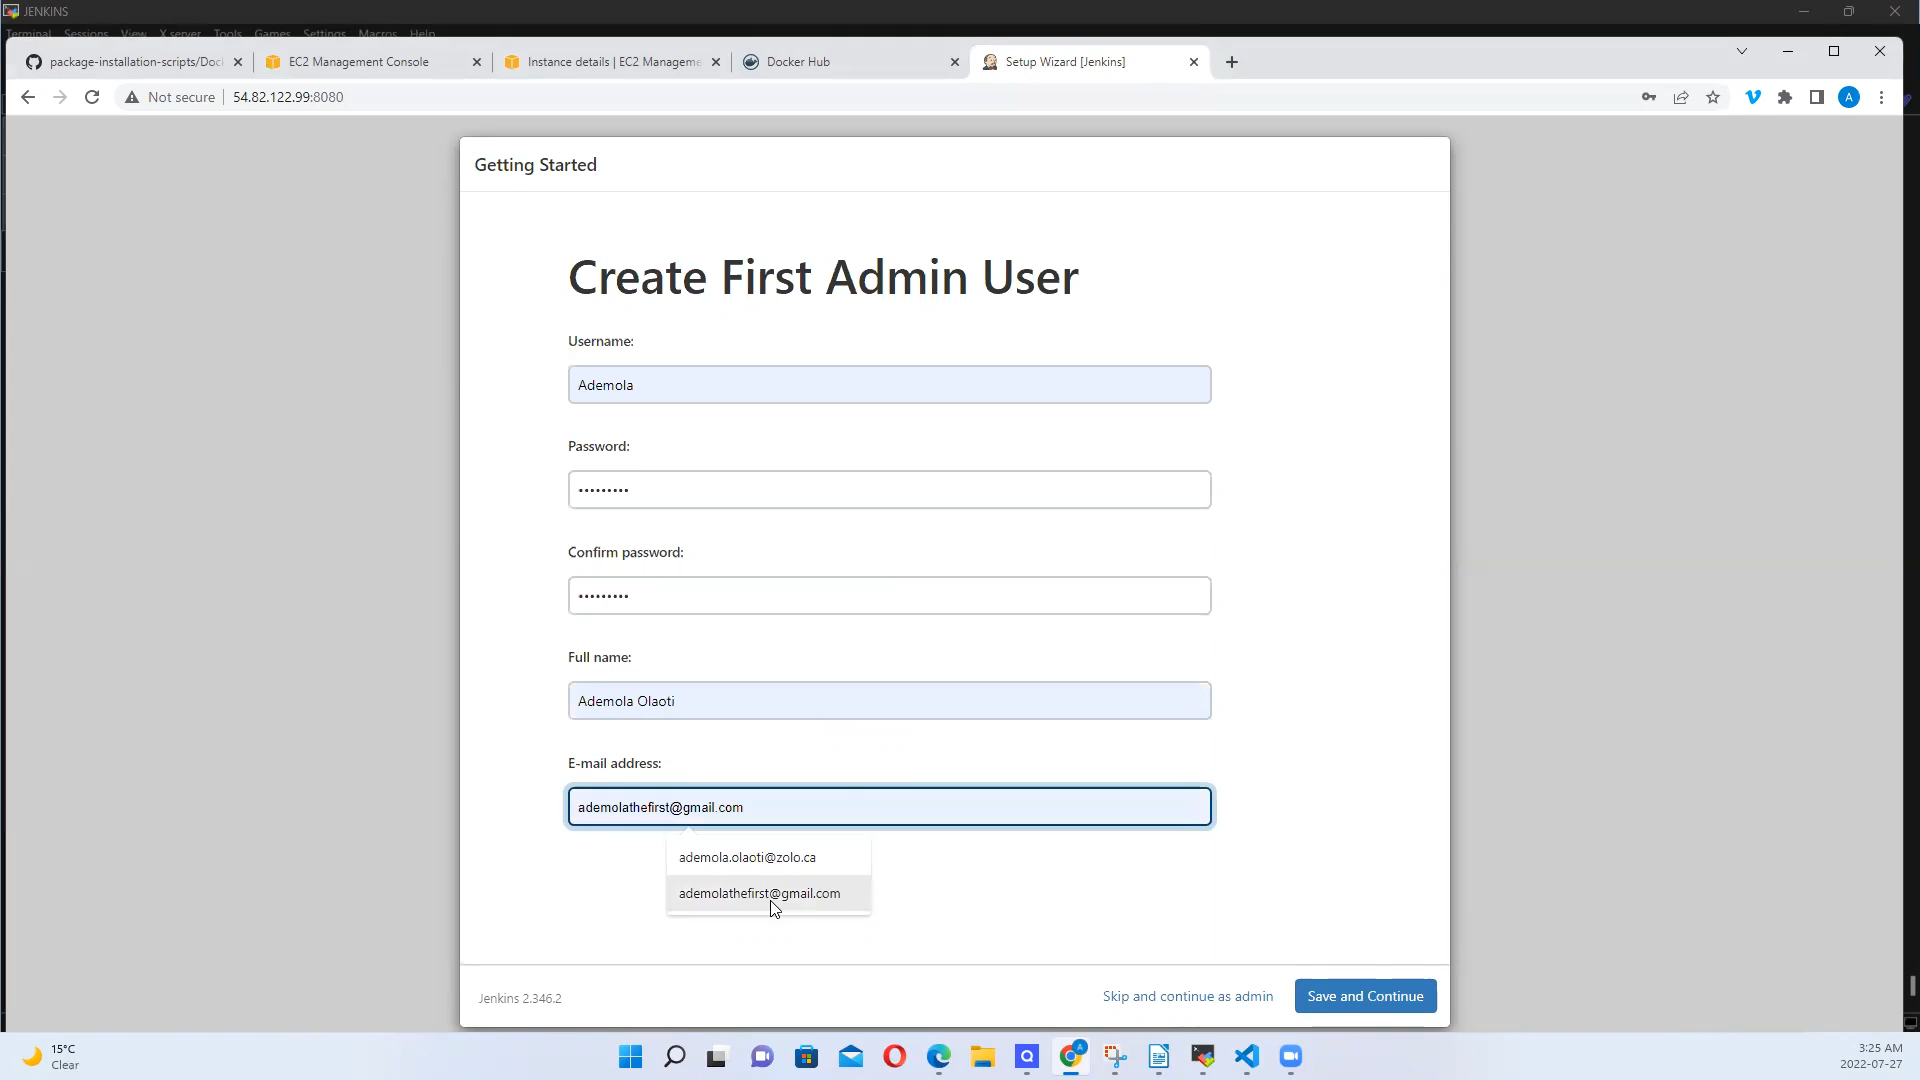 JENKINS
Terminal Sessions View X server Tools Games Settings Macros Help
package-installation-scripts/Doc
EC2 Management Console
Instance details | EC2 Manageme
Docker Hub
Setup Wizard [Jenkins]
Not secure
54.82.122.99:8080
A
Getting Started
Create First Admin User
Username:
Ademola
Password:
•••••••••
Confirm password:
•••••••••
Full name:
Ademola Olaoti
E-mail address:
ademolathefirst@gmail.com
ademola.olaoti@zolo.ca
ademolathefirst@gmail.com
Jenkins 2.346.2
Skip and continue as admin
Save and Continue
15°C
Clear
A
3:25 AM
2022-07-27